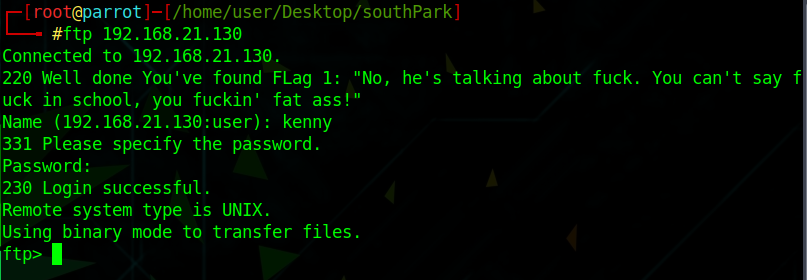 ┌─[root@parrot]─[/home/user/Desktop/southPark]
└──╼ #ftp 192.168.21.130
Connected to 192.168.21.130.
220 Well done You've found FLag 1: "No, he's talking about fuck. You can't say f
uck in school, you fuckin' fat ass!"
Name (192.168.21.130:user): kenny
331 Please specify the password.
Password:
230 Login successful.
Remote system type is UNIX.
Using binary mode to transfer files.
ftp>